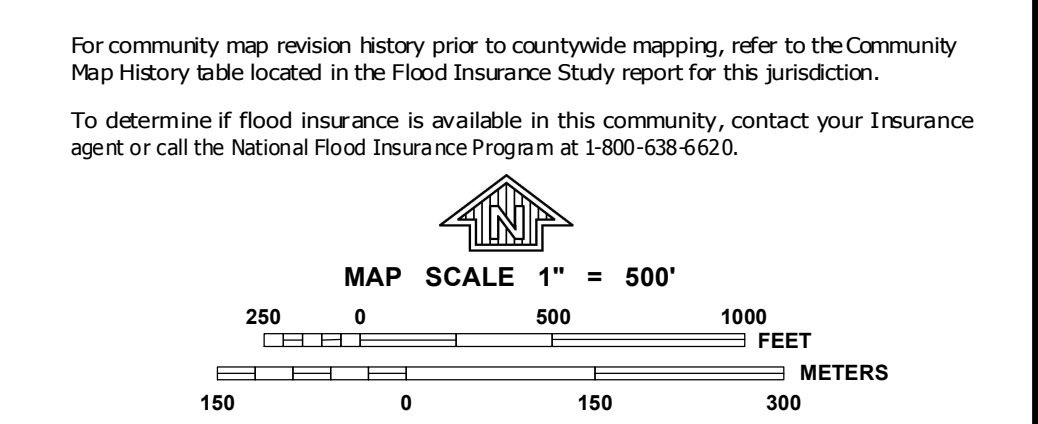 For community map revision history prior to countywide mapping, refer to the Community
Map History table located in the Flood Insurance Study report for this jurisdiction.
To determine if flood insurance is available in this community, contact your Insurance
agent or call the National Flood Insurance Program at 1-800-638-6620.
N
MAP SCALE 1" = 500'
250 0 500 1000
FEET
METERS
150 0 150 300